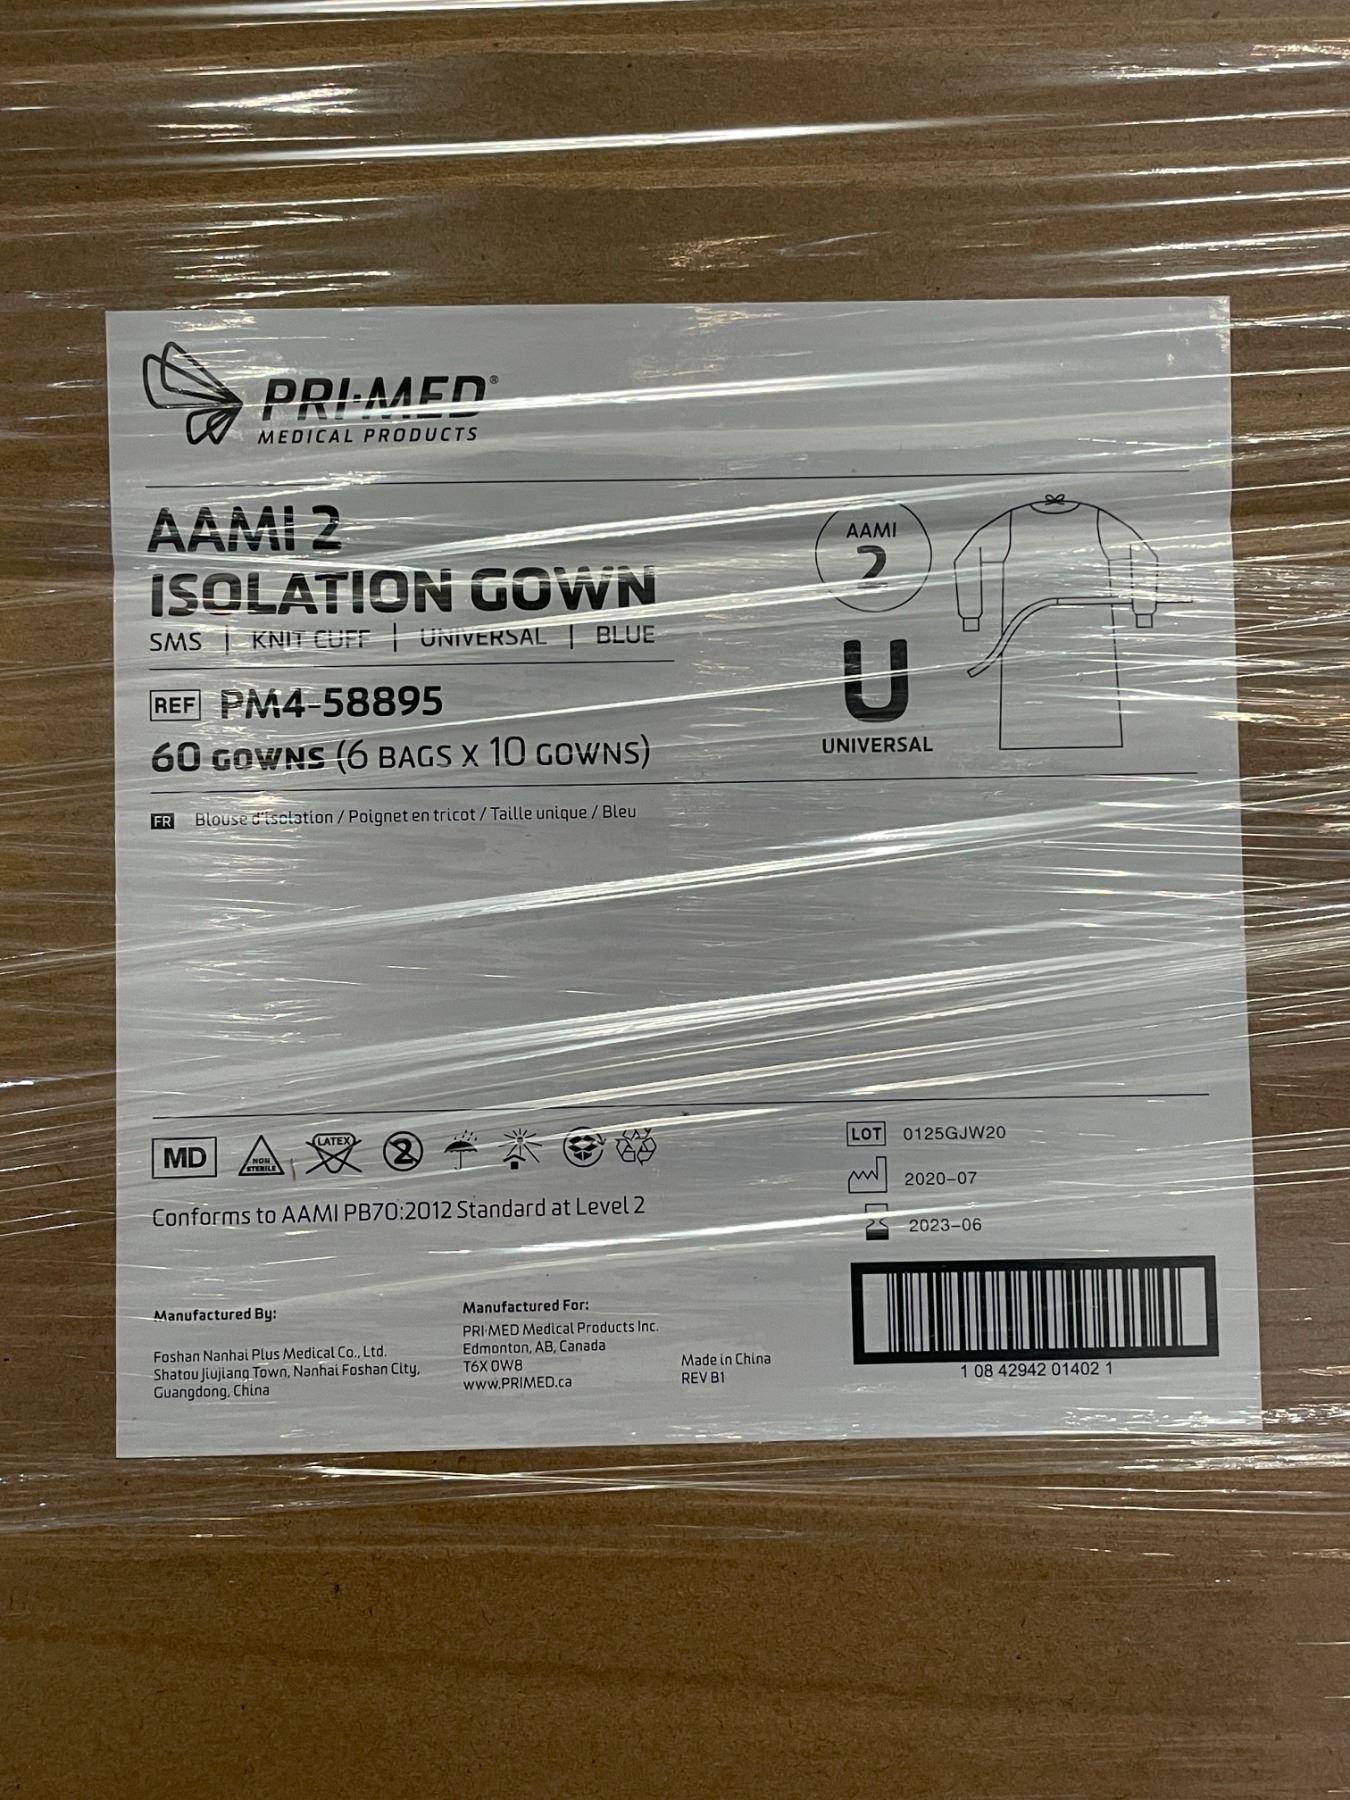 PRI·MED®
MEDICAL PRODUCTS
AAMI 2
ISOLATION GOWN
SMS | KNIT CUFF | UNIVERSAL | BLUE
REF PM4-58895
60 GOWNS (6 BAGS X 10 GOWNS)
AAMI
2
U
UNIVERSAL
FR Blouse d'isolation / Poignet en tricot / Taille unique / Bleu
MD
NON
STERILE
LATEX
2
Conforms to AAMI PB70:2012 Standard at Level 2
LOT 0125GJW20
2020-07
2023-06
Manufactured By:
Foshan Nanhai Plus Medical Co., Ltd.
Shatou Jiujiang Town, Nanhai Foshan City,
Guangdong, China
Manufactured For:
PRI·MED Medical Products Inc.
Edmonton, AB, Canada
T6X 0W8
www.PRIMED.ca
Made in China
REV B1
1 08 42942 01402 1